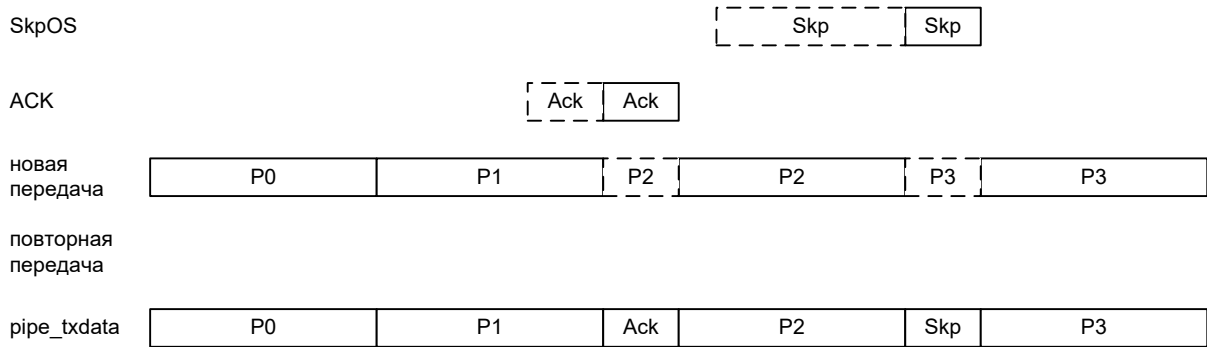 SkpOS
Skp Skp
ACK
Ack Ack
новая
передача
P0 P1 P2 P2 P3 P3
повторная
передача
pipe_txdata P0 P1 Ack P2 Skp P3